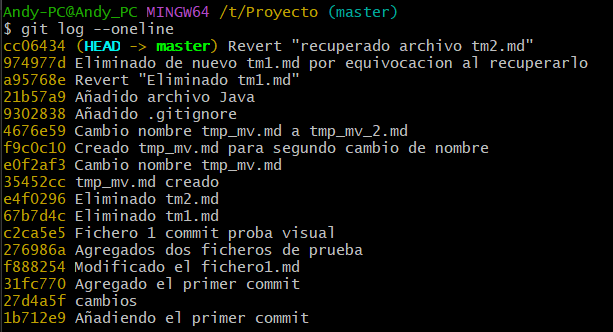 Andy-PC@Andy_PC MINGW64 /t/Proyecto (master)
$ git log --oneline
cc06434 (HEAD -> master) Revert "recuperado archivo tm2.md"
974977d Eliminado de nuevo tm1.md por equivocacion al recuperarlo
a95768e Revert "Eliminado tm1.md"
21b57a9 Añadido archivo Java
9302838 Añadido .gitignore
4676e59 Cambio nombre tmp_mv.md a tmp_mv_2.md
f9c0c10 Creado tmp_mv.md para segundo cambio de nombre
e0f2af3 Cambio nombre tmp_mv.md
35452cc tmp_mv.md creado
e4f0296 Eliminado tm2.md
67b7d4c Eliminado tm1.md
c2ca5e5 Fichero 1 commit proba visual
276986a Agregados dos ficheros de prueba
f888254 Modificado el fichero1.md
31fc770 Agregado el primer commit
27d4a5f cambios
1b712e9 Añadiendo el primer commit